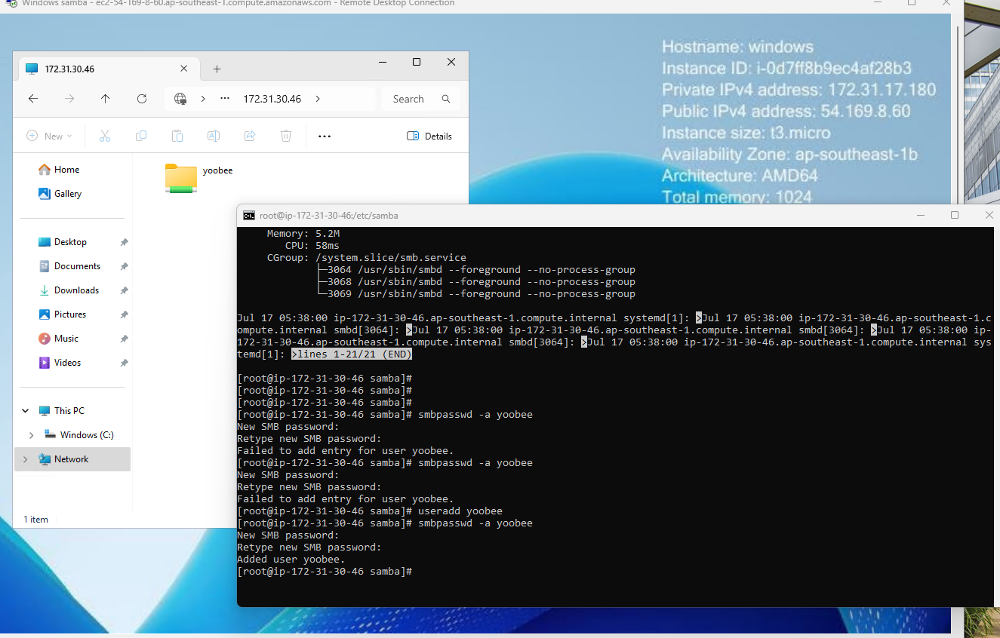 Windows samba - ec2-54-169-8-60.ap-southeast-1.compute.amazonaws.com - Remote Desktop Connection
Hostname: windows
Instance ID: i-0d7ff8b9ec4af28b3
Private IPv4 address: 172.31.17.180
Public IPv4 address: 54.169.8.60
Instance size: t3.micro
Availability Zone: ap-southeast-1b
Architecture: AMD64
Total memory: 1024
172.31.30.46
172.31.30.46
Search
New
Details
Home
Gallery
Desktop
Documents
Downloads
Pictures
Music
Videos
This PC
Windows (C:)
Network
1 item
yoobee
root@ip-172-31-30-46:/etc/samba
Memory: 5.2M
CPU: 58ms
CGroup: /system.slice/smb.service
├─3064 /usr/sbin/smbd --foreground --no-process-group
├─3068 /usr/sbin/smbd --foreground --no-process-group
└─3069 /usr/sbin/smbd --foreground --no-process-group
Jul 17 05:38:00 ip-172-31-30-46.ap-southeast-1.compute.internal systemd[1]: >Jul 17 05:38:00 ip-172-31-30-46.ap-southeast-1.c
ompute.internal smbd[3064]: >Jul 17 05:38:00 ip-172-31-30-46.ap-southeast-1.compute.internal smbd[3064]: >Jul 17 05:38:00 ip-
172-31-30-46.ap-southeast-1.compute.internal smbd[3064]: >Jul 17 05:38:00 ip-172-31-30-46.ap-southeast-1.compute.internal sys
temd[1]: >lines 1-21/21 (END)
[root@ip-172-31-30-46 samba]#
[root@ip-172-31-30-46 samba]#
[root@ip-172-31-30-46 samba]#
[root@ip-172-31-30-46 samba]# smbpasswd -a yoobee
New SMB password:
Retype new SMB password:
Failed to add entry for user yoobee.
[root@ip-172-31-30-46 samba]# smbpasswd -a yoobee
New SMB password:
Retype new SMB password:
Failed to add entry for user yoobee.
[root@ip-172-31-30-46 samba]# useradd yoobee
[root@ip-172-31-30-46 samba]# smbpasswd -a yoobee
New SMB password:
Retype new SMB password:
Added user yoobee.
[root@ip-172-31-30-46 samba]#